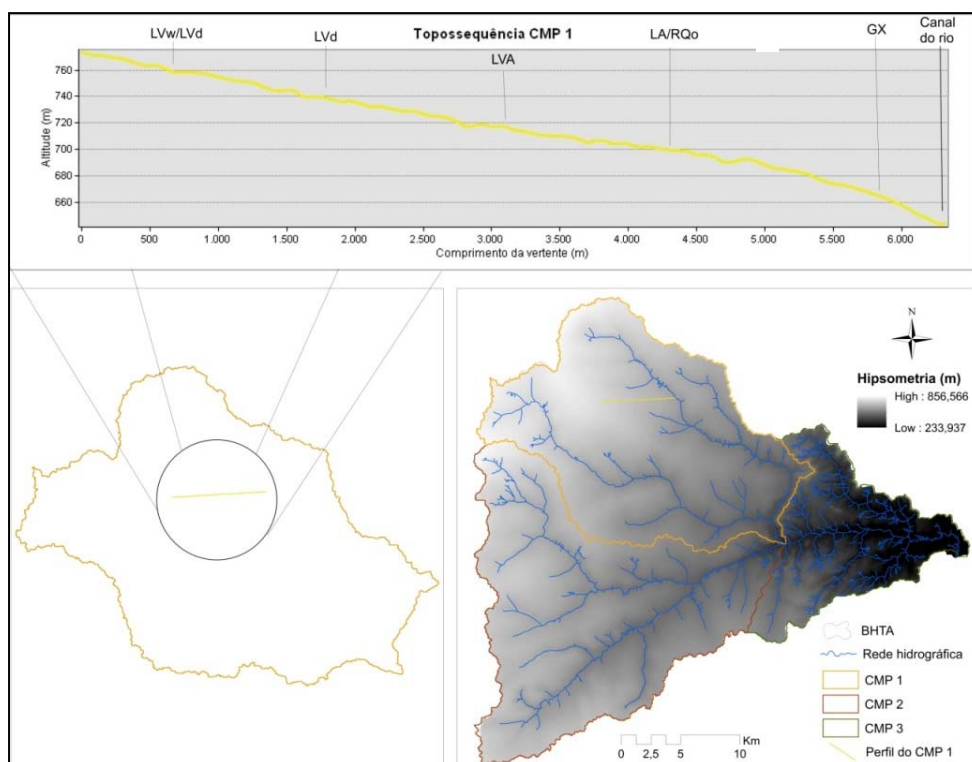 Topossequência CMP 1
LVw/LVd
LVd
LVA
LA/RQo
GX
Canal
do rio
Altitude (m)
760
740
720
700
680
660
0
500
1.000
1.500
2.000
2.500
3.000
3.500
4.000
4.500
5.000
5.500
6.000
Comprimento da vertente (m)
N
Hipsometria (m)
High : 856,566
Low : 233,937
BHTA
Rede hidrográfica
CMP 1
CMP 2
CMP 3
Perfil do CMP 1
Km
0 2,5 5 10